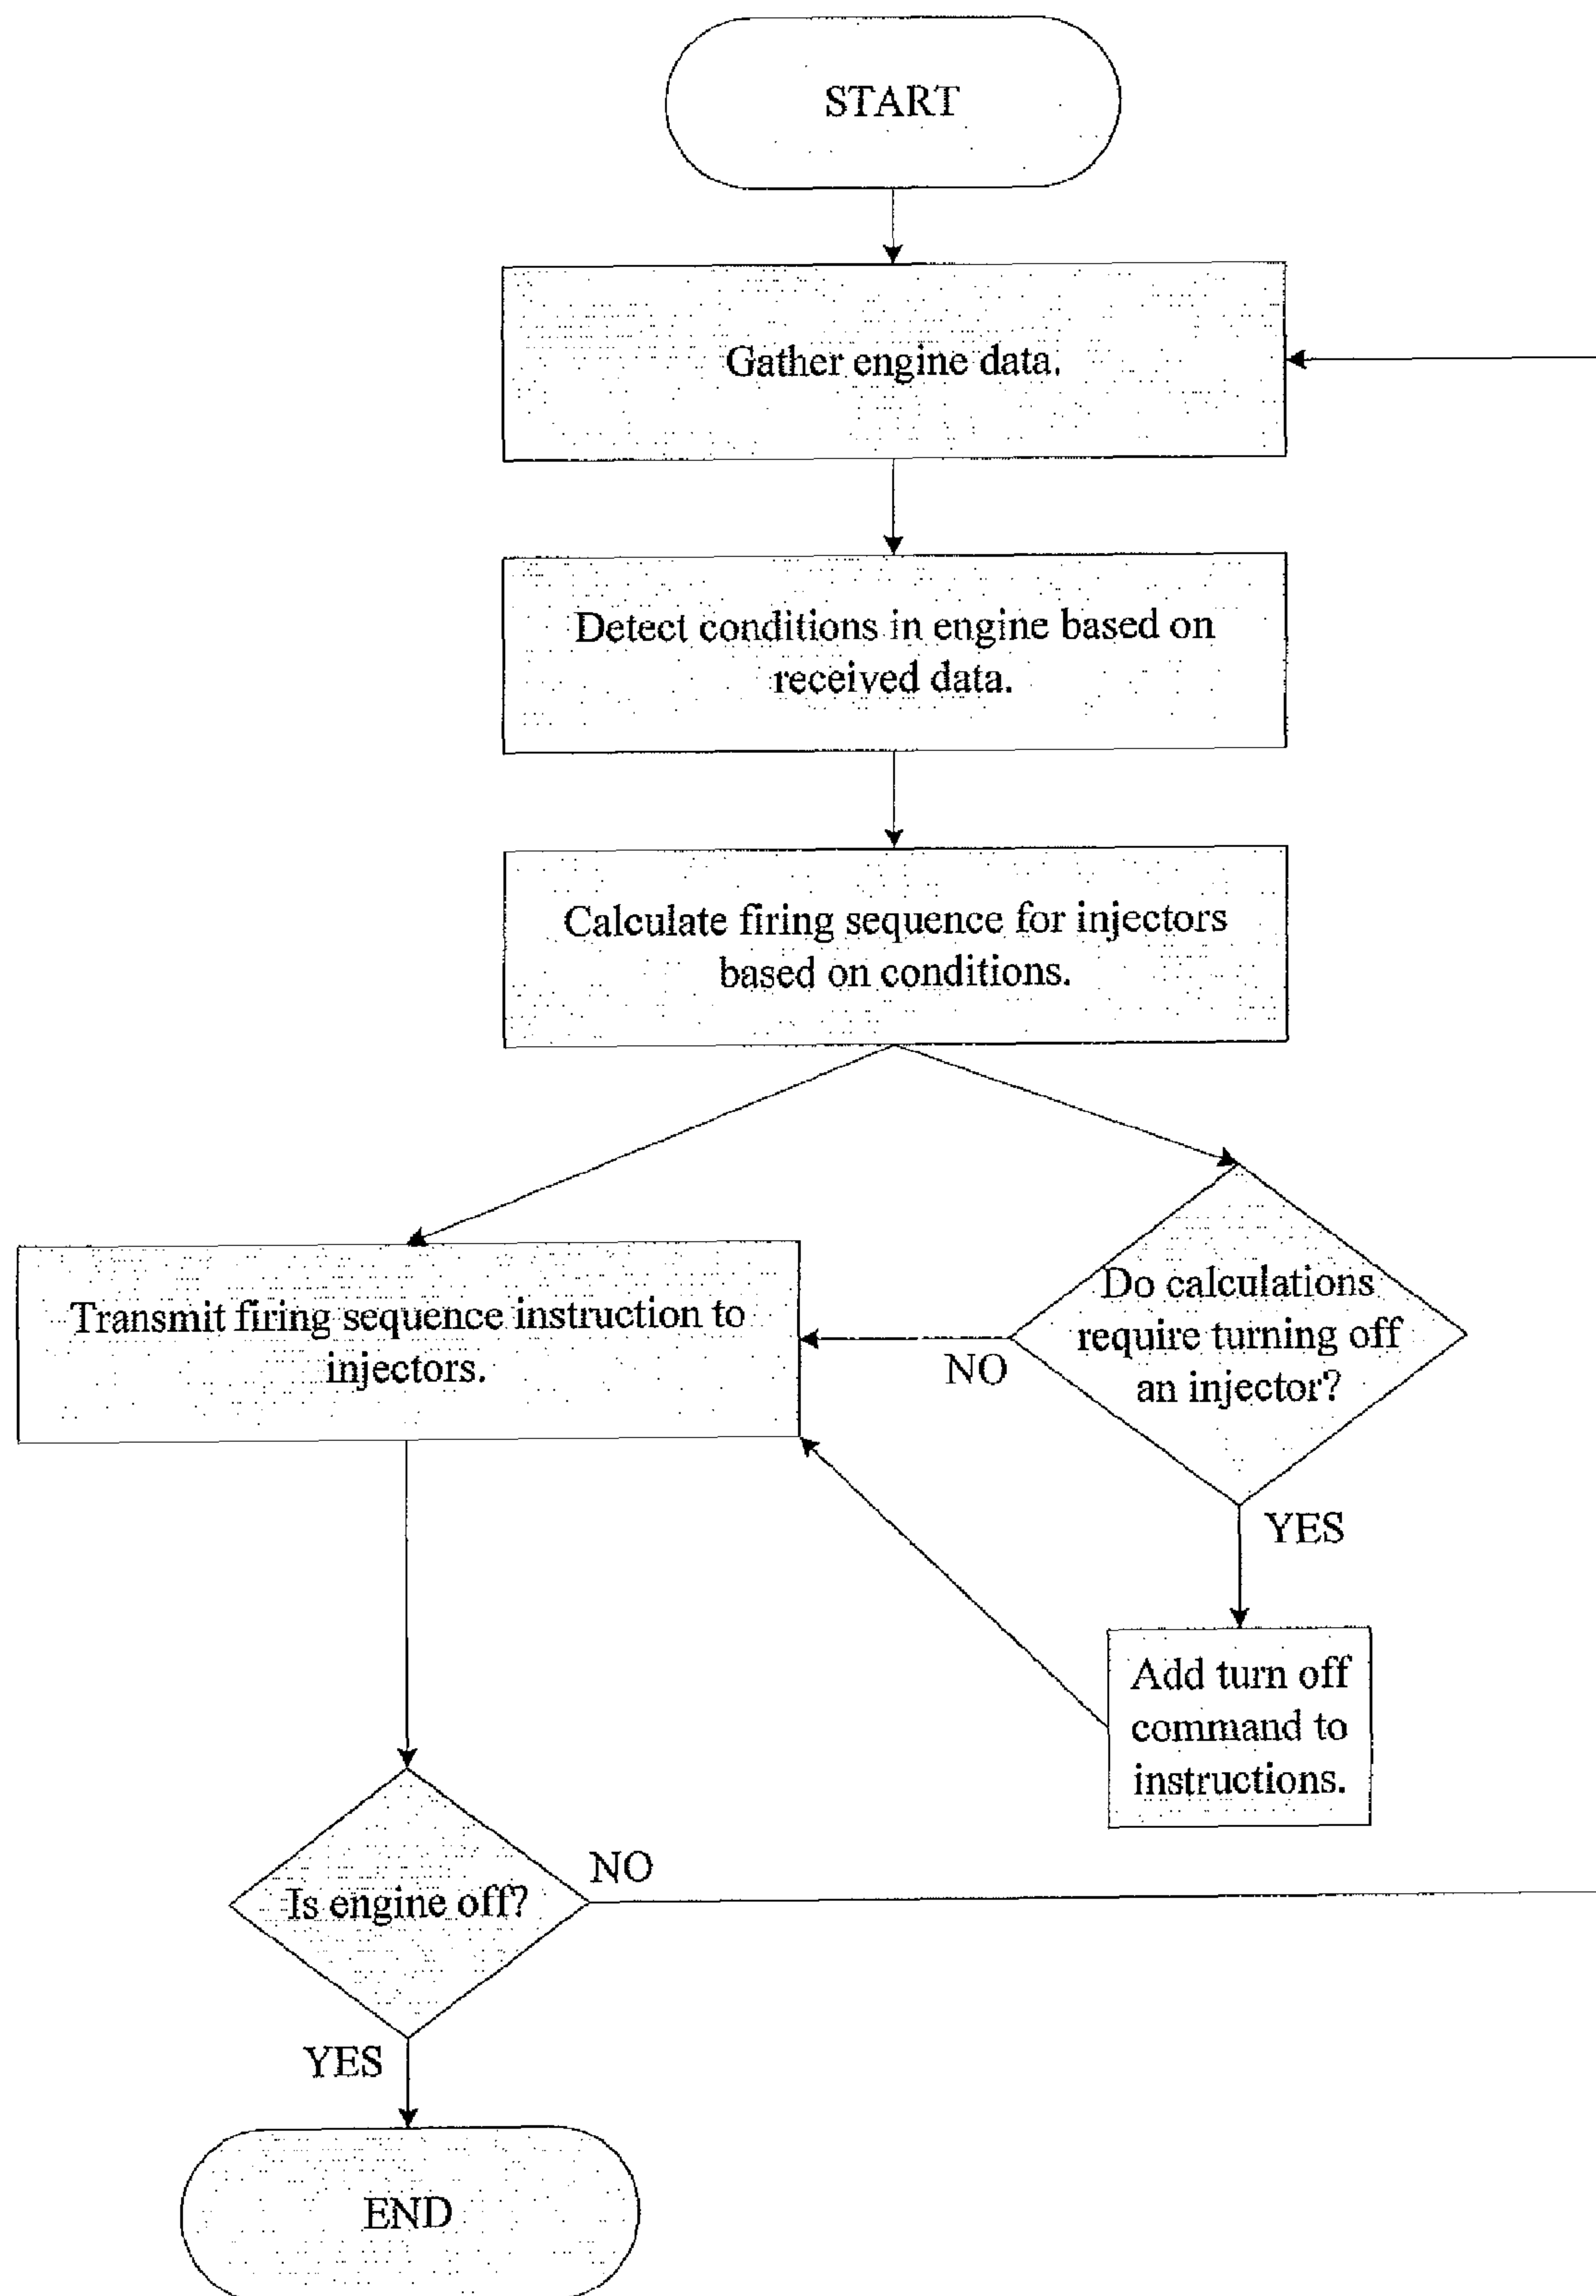 START
Gather engine data.
Detect conditions in engine based on
received data.
Calculate firing sequence for injectors
based on conditions.
Transmit firing sequence instruction to
injectors.
Do calculations
require turning off
an injector?
NO
YES
Add turn off
command to
instructions.
Is engine off?
NO
YES
END